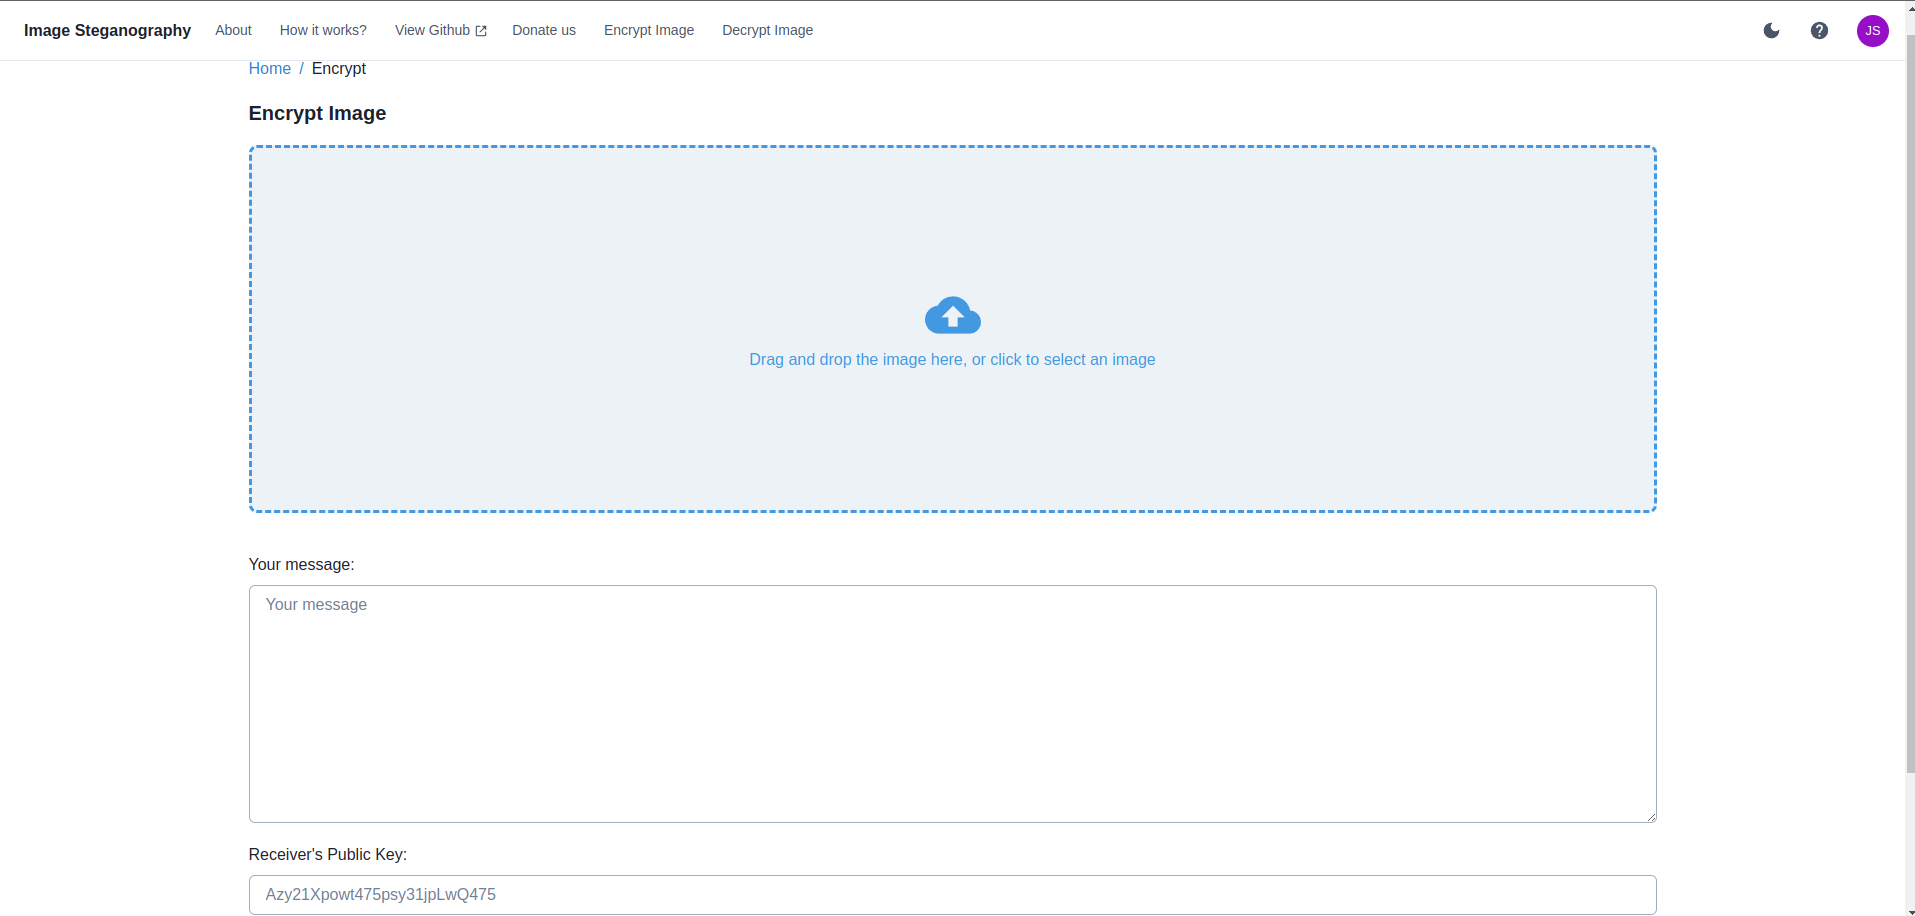 Image Steganography About How it works? View Github Donate us Encrypt Image Decrypt Image JS
Home / Encrypt
Encrypt Image
Drag and drop the image here, or click to select an image
Your message:
Your message
Receiver's Public Key:
Azy21Xpowt475psy31jpLwQ475